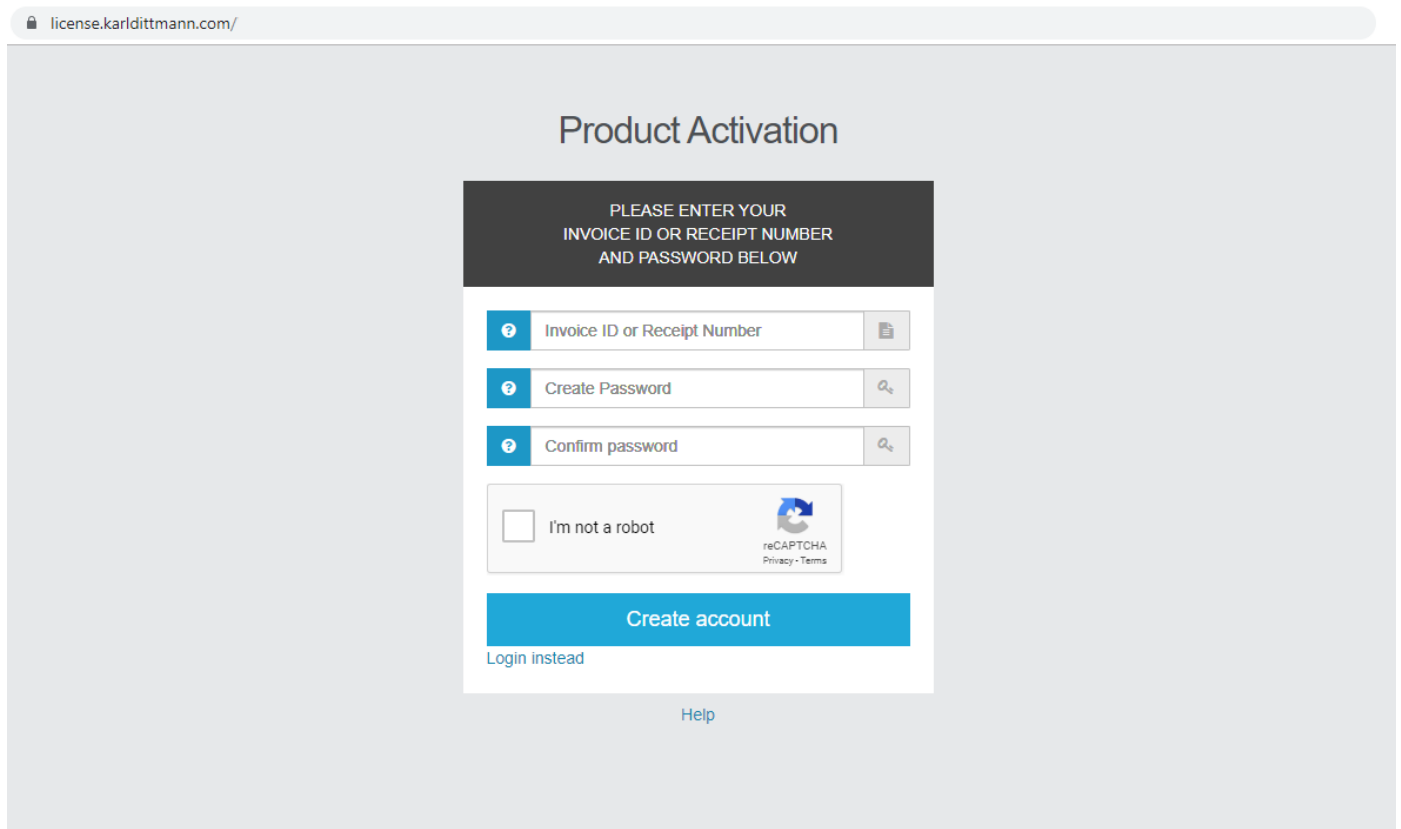 license.karldittmann.com/
Product Activation
PLEASE ENTER YOUR
INVOICE ID OR RECEIPT NUMBER
AND PASSWORD BELOW
Invoice ID or Receipt Number
Create Password
Confirm password
I'm not a robot
reCAPTCHA
Privacy - Terms
Create account
Login instead
Help